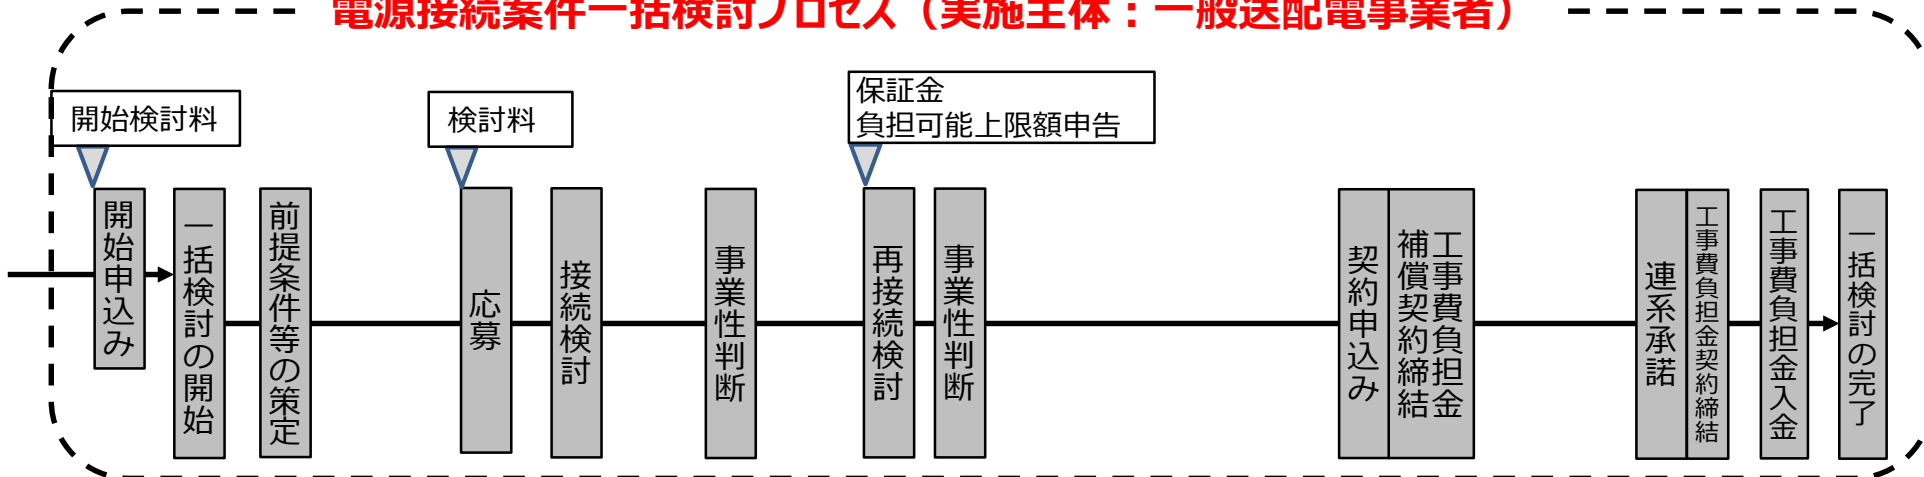 電源接続案件一括検討プロセス（実施主体：一般送配電事業者）
開始検討料
検討料
保証金
負担可能上限額申告
開始申込み
一括検討の開始
前提条件等の策定
応募
接続検討
事業性判断
再接続検討
事業性判断
契約申込み
工事費負担金
補償契約締結
連系承諾
工事費負担金契約締結
工事費負担金入金
一括検討の完了